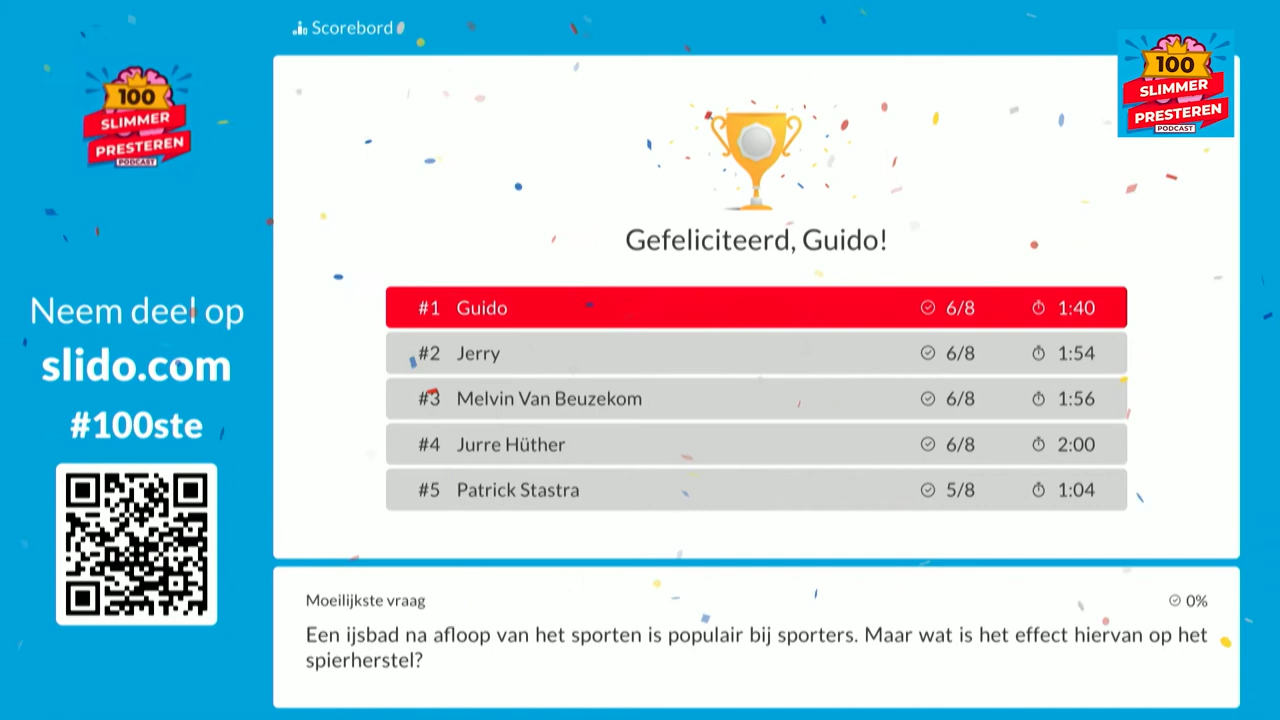 Scorebord
100
SLIMMER
PRESTEREN
PODCAST
100
SLIMMER
PRESTEREN
PODCAST
Neem deel op
slido.com
#100ste
Gefeliciteerd, Guido!
#1 Guido 6/8 1:40
#2 Jerry 6/8 1:54
#3 Melvin Van Beuzekom 6/8 1:56
#4 Jurre Hüther 6/8 2:00
#5 Patrick Stastra 5/8 1:04
Moeilijkste vraag 0%
Een ijsbad na afloop van het sporten is populair bij sporters. Maar wat is het effect hiervan op het
spierherstel?